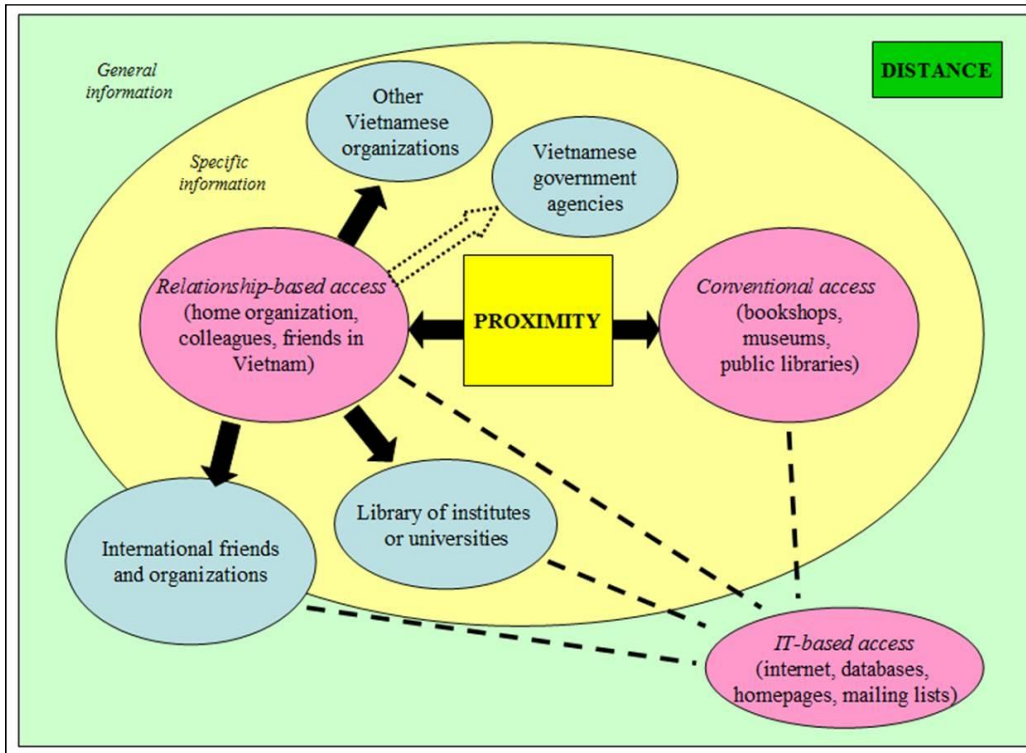 General
information
DISTANCE
Other
Vietnamese
organizations
Vietnamese
government
agencies
Specific
information
Relationship-based access
(home organization,
colleagues, friends in
Vietnam)
PROXIMITY
Conventional access
(bookshops,
museums,
public libraries)
Library of institutes
or universities
International friends
and organizations
IT-based access
(internet, databases,
homepages, mailing lists)